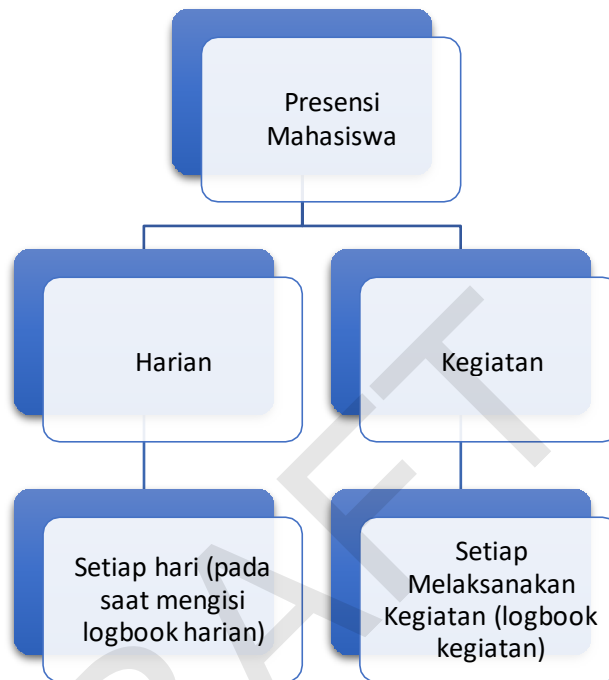 Presensi
Mahasiswa
Harian
Kegiatan
Setiap hari (pada
saat mengisi
logbook harian)
Setiap
Melaksanakan
Kegiatan (logbook
kegiatan)
DRAFT